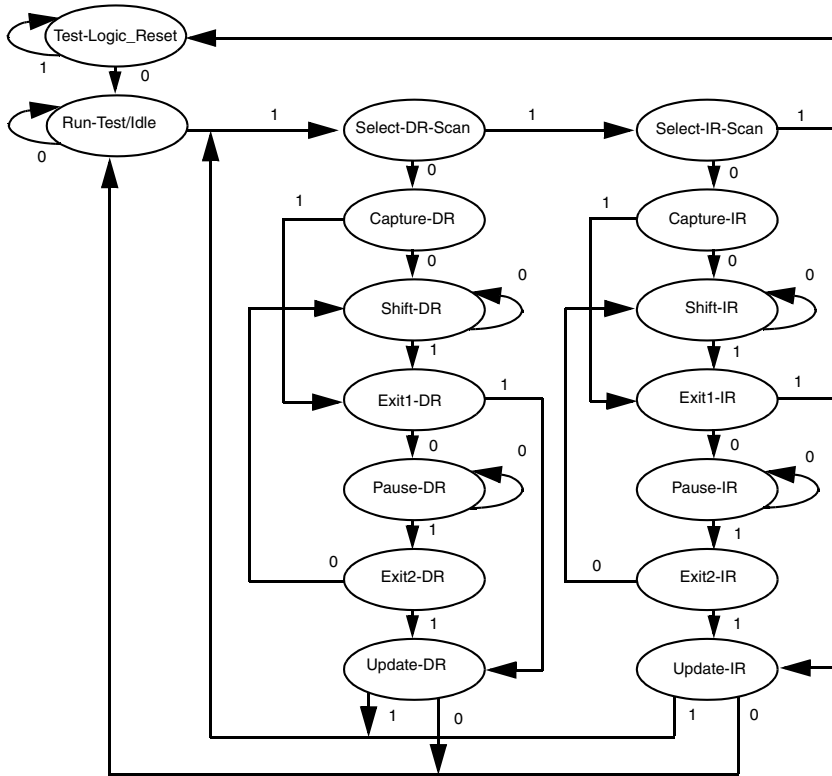 Test-Logic_Reset
1
0
Run-Test/Idle
0
1
Select-DR-Scan
1
Select-IR-Scan
1
0
0
1
Capture-DR
1
Capture-IR
0
0
0
0
Shift-DR
Shift-IR
1
1
Exit1-DR
1
Exit1-IR
1
0
0
0
0
Pause-DR
Pause-IR
1
1
0
Exit2-DR
0
Exit2-IR
1
1
Update-DR
Update-IR
1
0
1
0